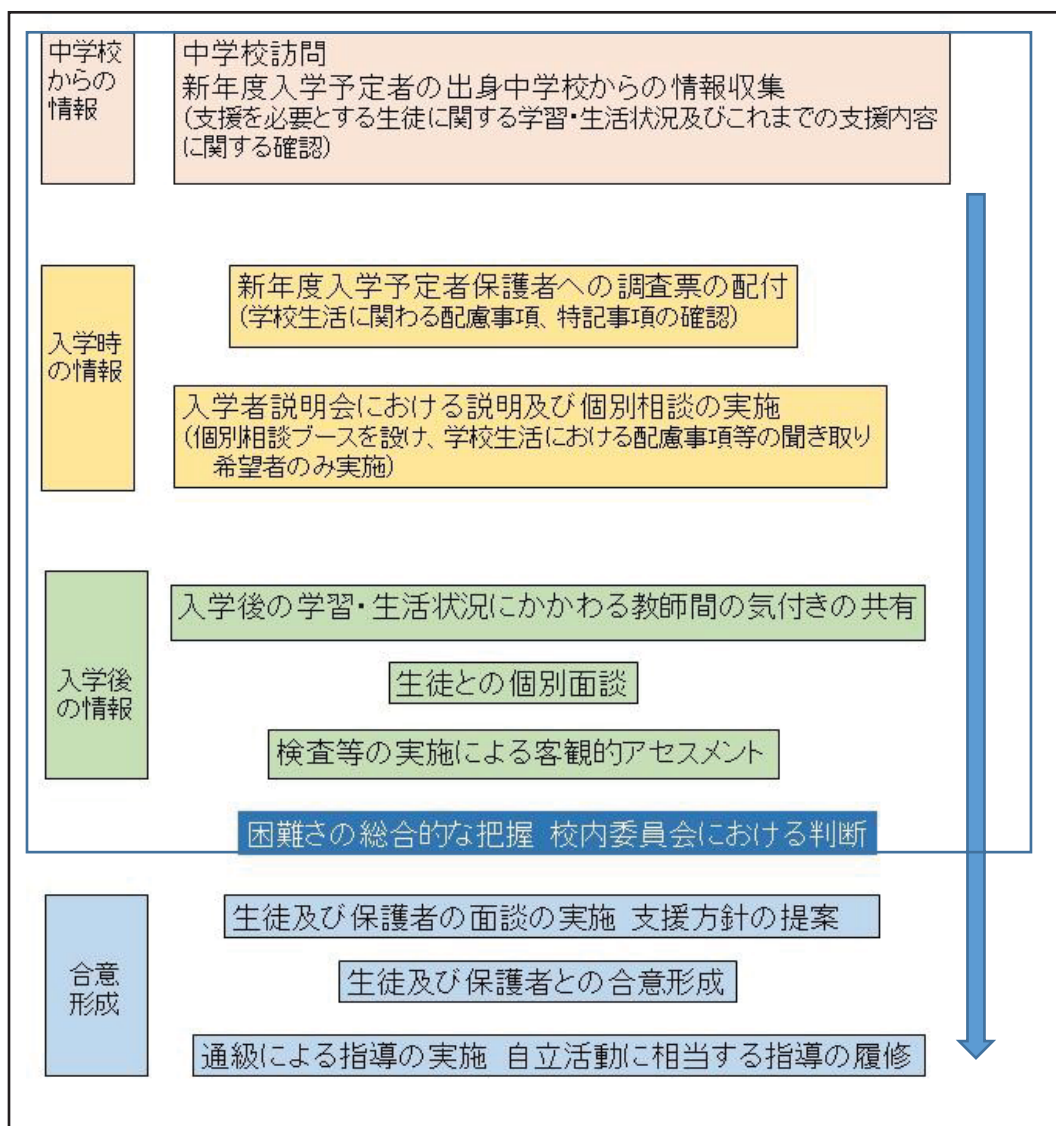 中学校
からの
情報
中学校訪問
新年度入学予定者の出身中学校からの情報収集
(支援を必要とする生徒に関する学習・生活状況及びこれまでの支援内容
に関する確認)
入学時
の情報
新年度入学予定者保護者への調査票の配付
(学校生活に関わる配慮事項、特記事項の確認)
入学者説明会における説明及び個別相談の実施
(個別相談ブースを設け、学校生活における配慮事項等の聞き取り
希望者のみ実施)
入学後
の情報
入学後の学習・生活状況にかかわる教師間の気付きの共有
生徒との個別面談
検査等の実施による客観的アセスメント
困難さの総合的な把握 校内委員会における判断
合意
形成
生徒及び保護者の面談の実施 支援方針の提案
生徒及び保護者との合意形成
通級による指導の実施 自立活動に相当する指導の履修